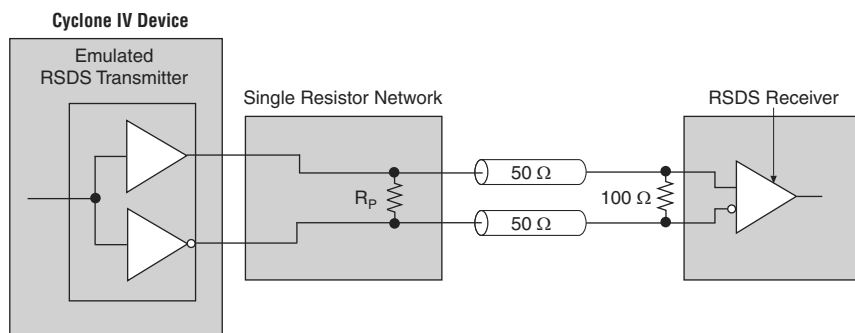 Cyclone IV Device
Emulated
RSDS Transmitter
Single Resistor Network
RSDS Receiver
50 Ω
R_P
100 Ω
50 Ω